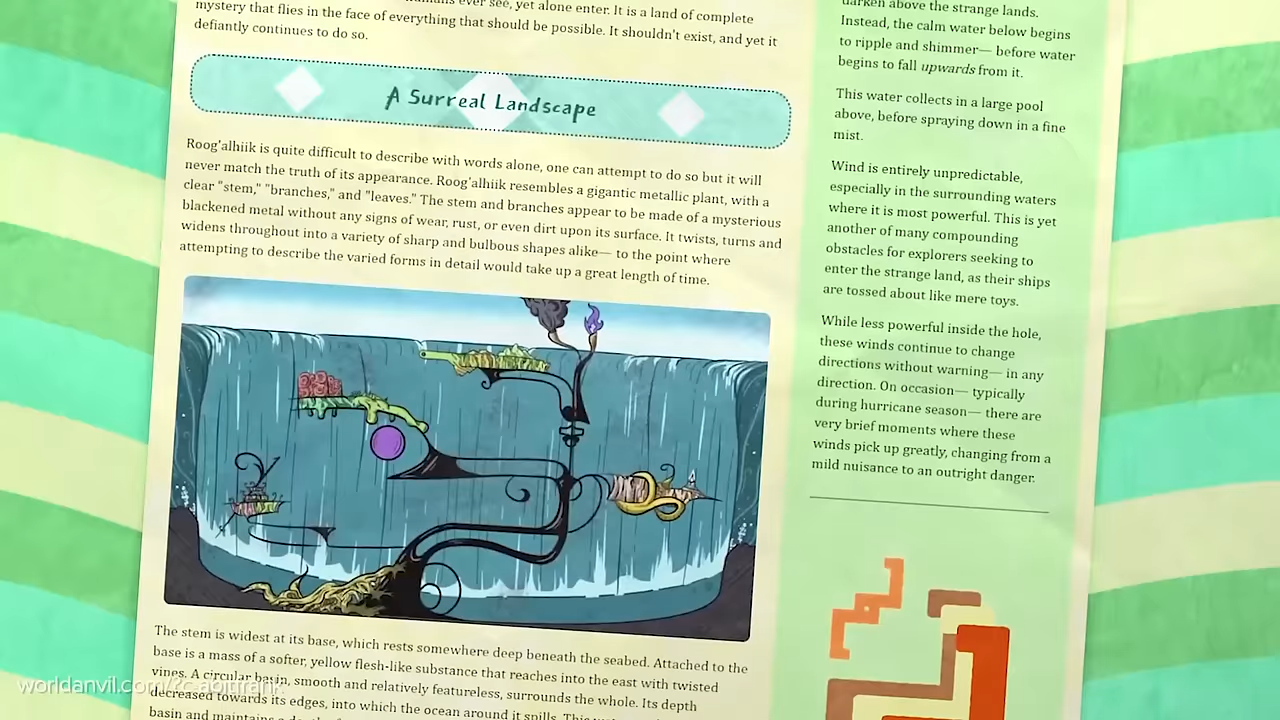 ever see, yet alone enter. It is a land of complete
mystery that flies in the face of everything that should be possible. It shouldn't exist, and yet it
defiantly continues to do so.
A Surreal Landscape
Roog'alhiik is quite difficult to describe with words alone, one can attempt to do so but it will
never match the truth of its appearance. Roog'alhiik resembles a gigantic metallic plant, with a
clear "stem," "branches," and "leaves." The stem and branches appear to be made of a mysterious
blackened metal without any signs of wear, rust, or even dirt upon its surface. It twists, turns and
widens throughout into a variety of sharp and bulbous shapes alike— to the point where
attempting to describe the varied forms in detail would take up a great length of time.
The stem is widest at its base, which rests somewhere deep beneath the seabed. Attached to the
base is a mass of a softer, yellow flesh-like substance that reaches into the east with twisted
vines. A circular basin, smooth and relatively featureless, surrounds the whole. Its depth
decreased towards its edges, into which the ocean around it spills. This
basin and maintains a
darken above the strange lands.
Instead, the calm water below begins
to ripple and shimmer— before water
begins to fall upwards from it.
This water collects in a large pool
above, before spraying down in a fine
mist.
Wind is entirely unpredictable,
especially in the surrounding waters
where it is most powerful. This is yet
another of many compounding
obstacles for explorers seeking to
enter the strange land, as their ships
are tossed about like mere toys.
While less powerful inside the hole,
these winds continue to change
directions without warning— in any
direction. On occasion— typically
during hurricane season— there are
very brief moments where these
winds pick up greatly, changing from a
mild nuisance to an outright danger.